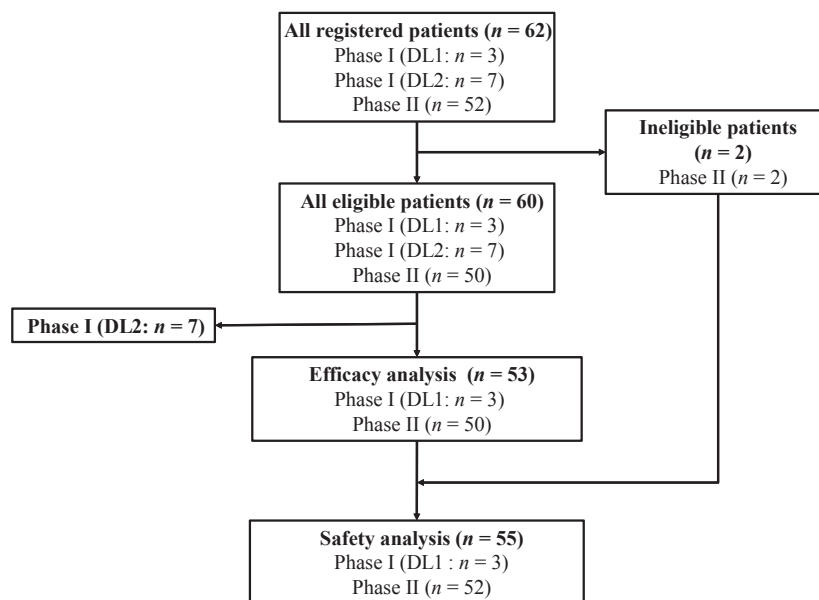 All registered patients (n = 62)
Phase I (DL1: n = 3)
Phase I (DL2: n = 7)
Phase II (n = 52)
Ineligible patients
(n = 2)
Phase II (n = 2)
All eligible patients (n = 60)
Phase I (DL1: n = 3)
Phase I (DL2: n = 7)
Phase II (n = 50)
Phase I (DL2: n = 7)
Efficacy analysis (n = 53)
Phase I (DL1: n = 3)
Phase II (n = 50)
Safety analysis (n = 55)
Phase I (DL1 : n = 3)
Phase II (n = 52)